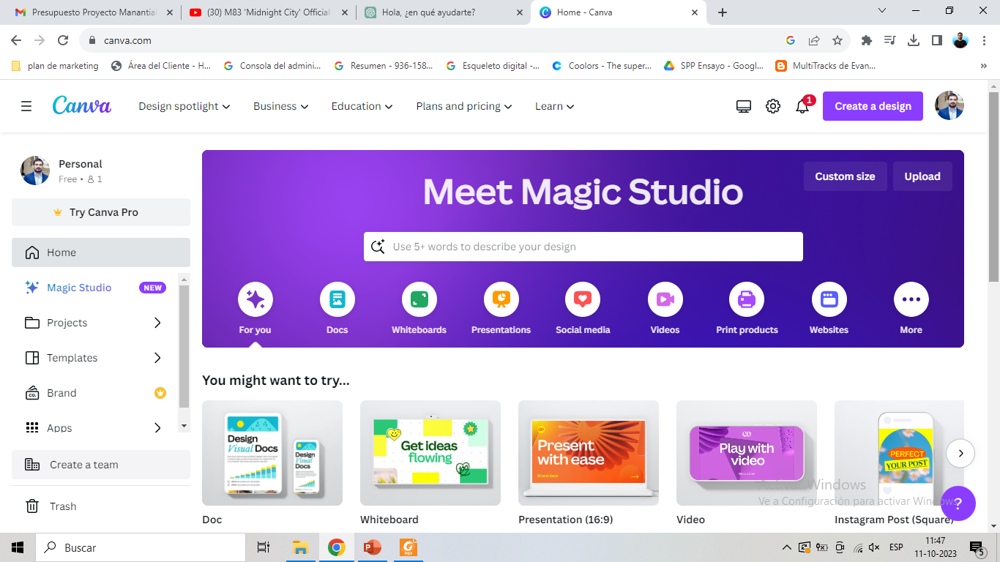 Presupuesto Proyecto Manantial
(30) M83 'Midnight City' Official
Hola, ¿en qué ayudarte?
Home - Canva
canva.com
plan de marketing
Área del Cliente - H...
Consola del admini...
Resumen - 936-158...
Esqueleto digital -...
Coolors - The super...
SPP Ensayo - Googl...
MultiTracks de Evan...
»
Canva
Design spotlight
Business
Education
Plans and pricing
Learn
1
Create a design
Personal
Free • 1
Try Canva Pro
Home
Magic Studio NEW
Projects
Templates
Brand
Apps
Create a team
Trash
Custom size
Upload
Meet Magic Studio
Use 5+ words to describe your design
For you
Docs
Whiteboards
Presentations
Social media
Videos
Print products
Websites
More
You might want to try...
Design
Visual Docs
Design
Visual
Docs
Get ideas
flowing
Present
with ease
Brand deck
Play with
video
PERFECT
YOUR POST
Doc
Whiteboard
Presentation (16:9)
Video
Instagram Post (Square)
Activar Windows
Ve a Configuración para activar Windows.
?
Buscar
ESP
11:47
11-10-2023
5